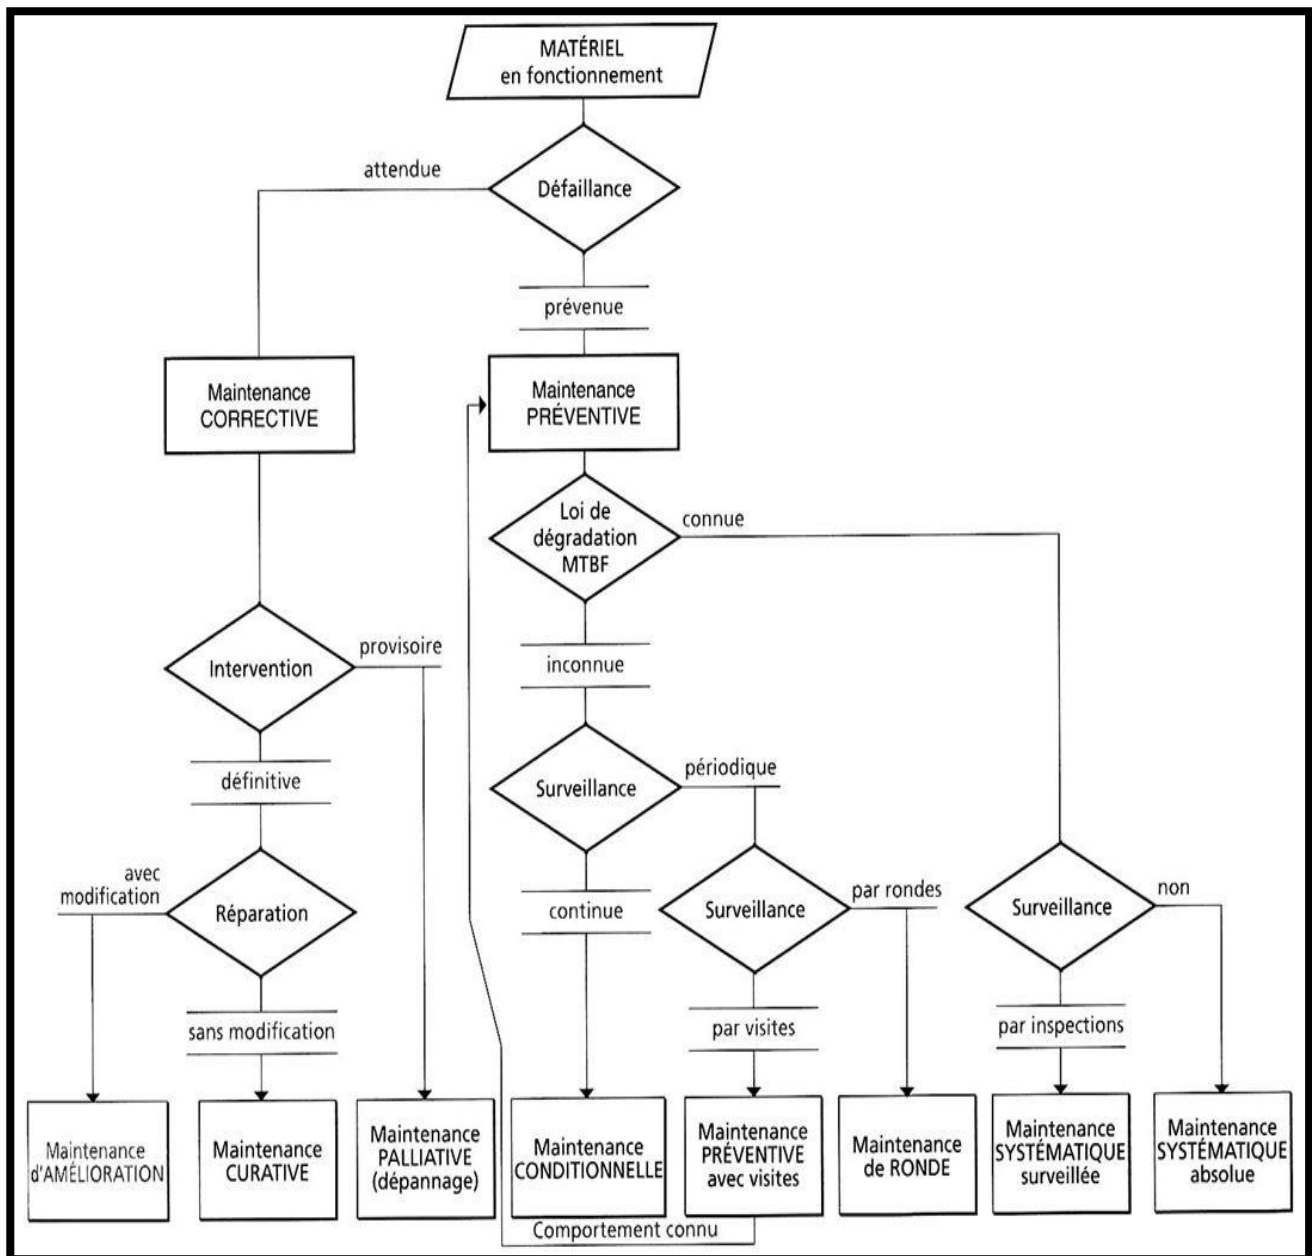 MATÉRIEL
en fonctionnement
attendue
Défaillance
prévenue
Maintenance
CORRECTIVE
Maintenance
PRÉVENTIVE
Loi de
dégradation
MTBF
connue
provisoire
Intervention
inconnue
définitive
Surveillance
périodique
avec
modification
Réparation
continue
Surveillance
par rondes
Surveillance
non
sans modification
par visites
par inspections
Maintenance
d'AMÉLIORATION
Maintenance
CURATIVE
Maintenance
PALLIATIVE
(dépannage)
Maintenance
CONDITIONNELLE
Maintenance
PRÉVENTIVE
avec visites
Maintenance
de RONDE
Maintenance
SYSTÉMATIQUE
surveillée
Maintenance
SYSTÉMATIQUE
absolue
Comportement connu